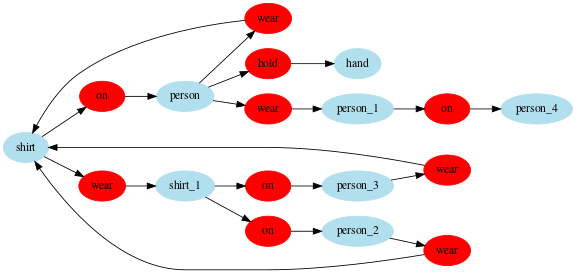 wear
hold
hand
on
person
wear
person_1
on
person_4
shirt
wear
shirt_1
on
person_3
wear
on
person_2
wear